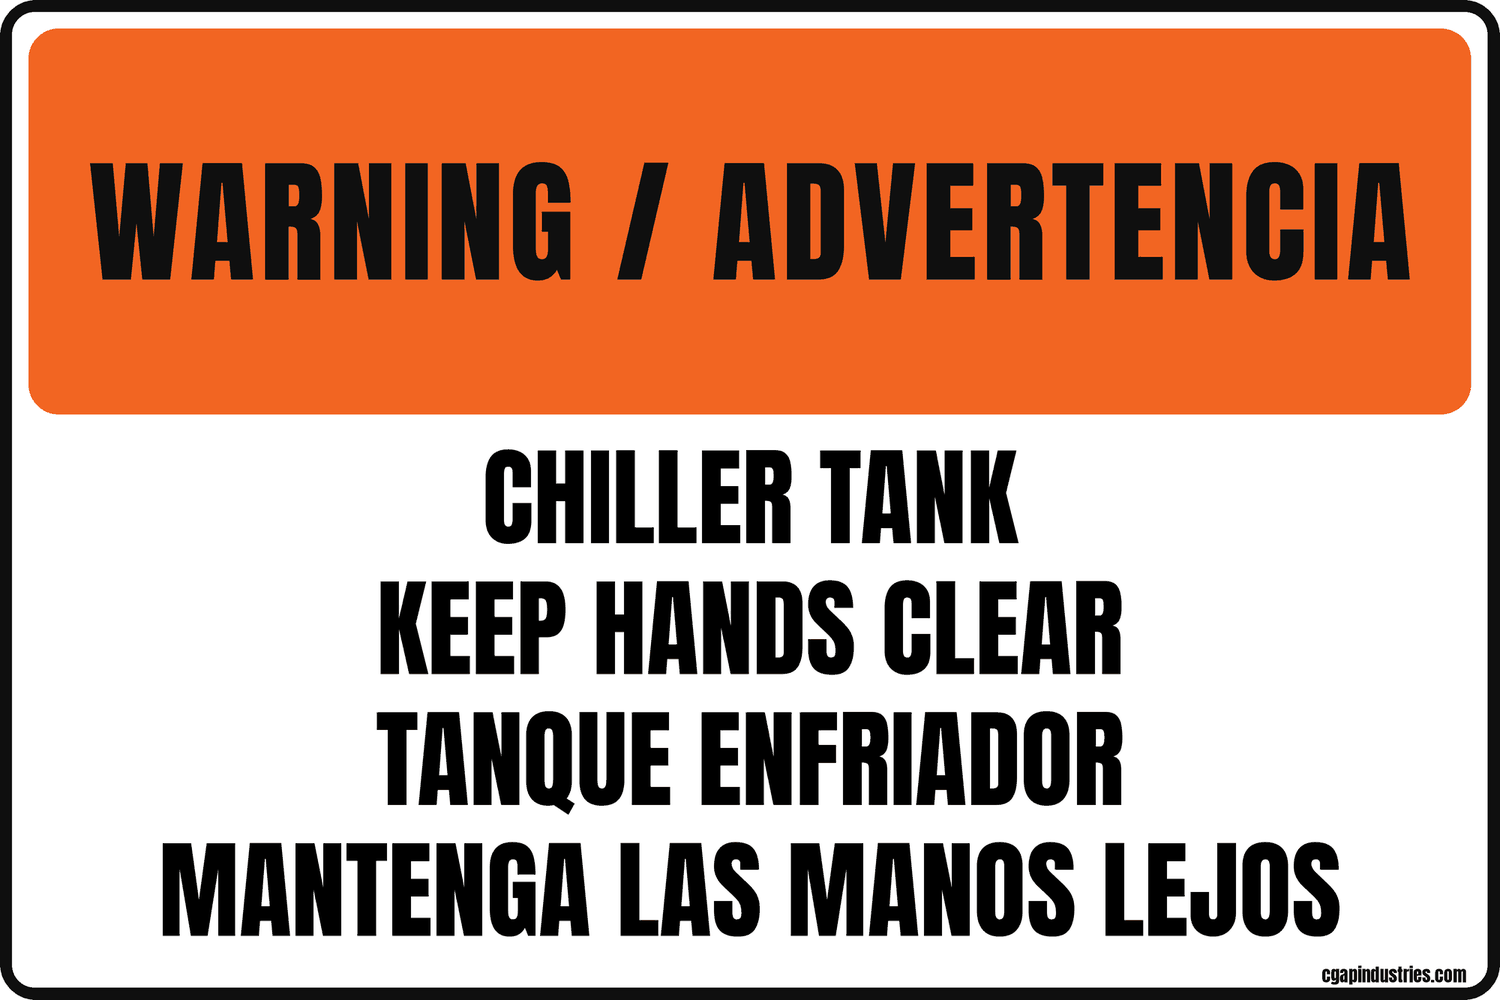 WARNING / ADVERTENCIA
CHILLER TANK
KEEP HANDS CLEAR
TANQUE ENFRIADOR
MANTENGA LAS MANOS LEJOS
cgapindustries.com